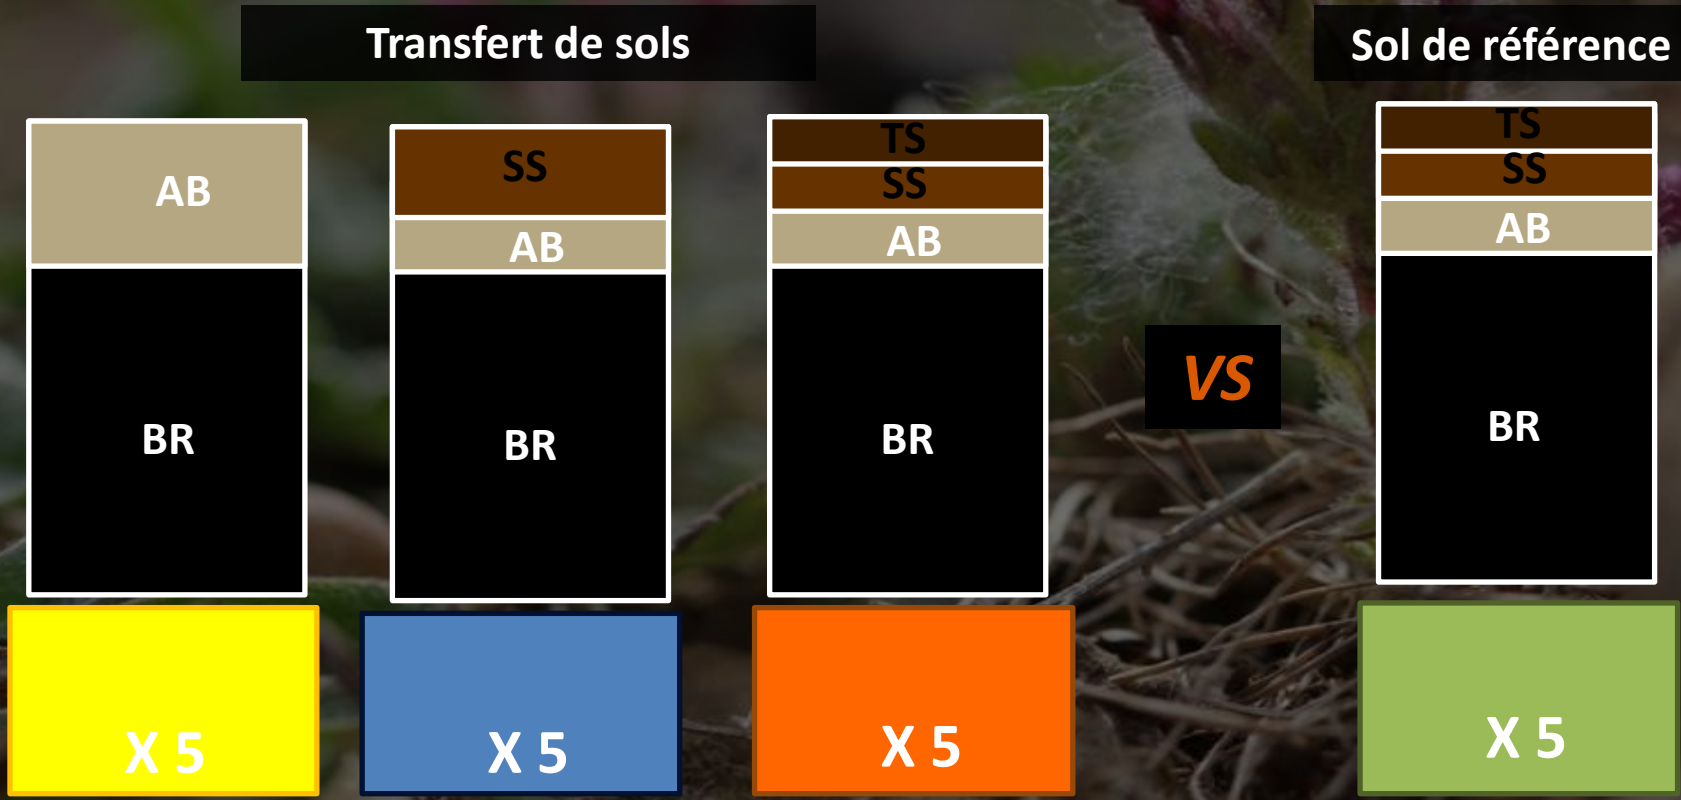 Transfert de sols
Sol de référence
AB
BR
X 5
SS
AB
BR
X 5
TS
SS
AB
BR
X 5
VS
TS
SS
AB
BR
X 5